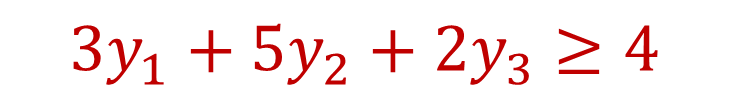 3y₁ + 5y₂ + 2y₃ ≥ 4